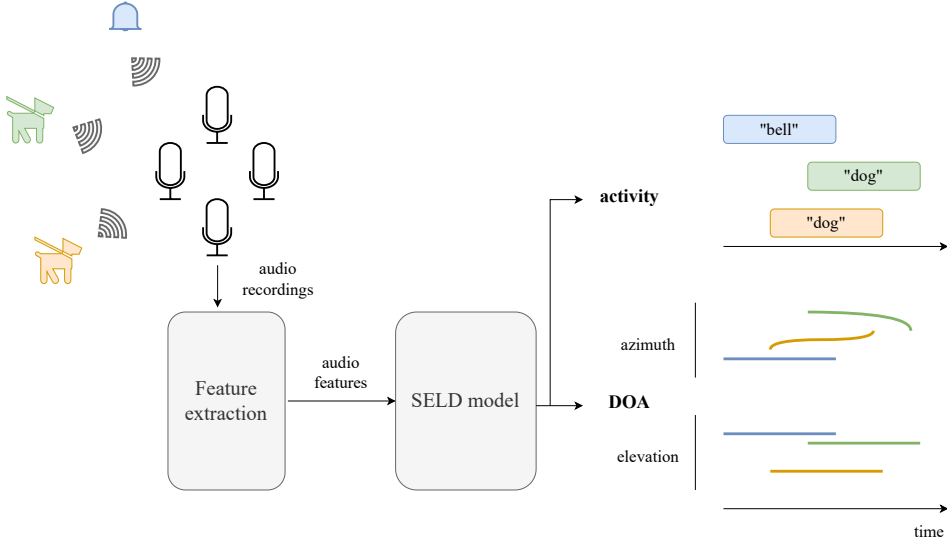 "bell"
"dog"
"dog"
activity
audio
recordings
azimuth
audio
features
Feature
extraction
SELD model
DOA
elevation
time